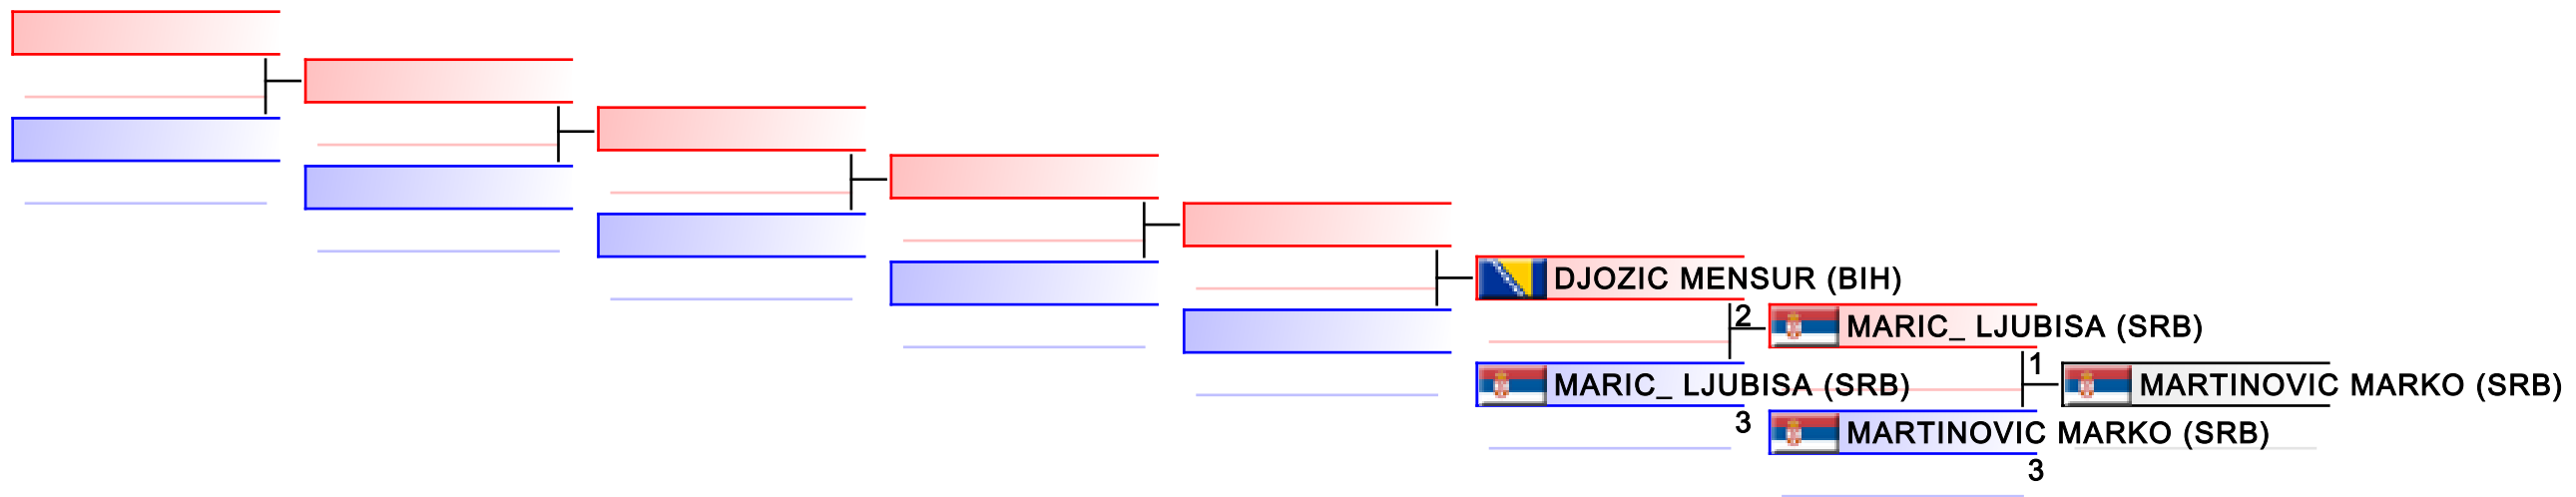 DJOZIC MENSUR (BIH)
2
MARIC_ LJUBISA (SRB)
MARIC_ LJUBISA (SRB)
3
1
MARTINOVIC MARKO (SRB)
MARTINOVIC MARKO (SRB)
3